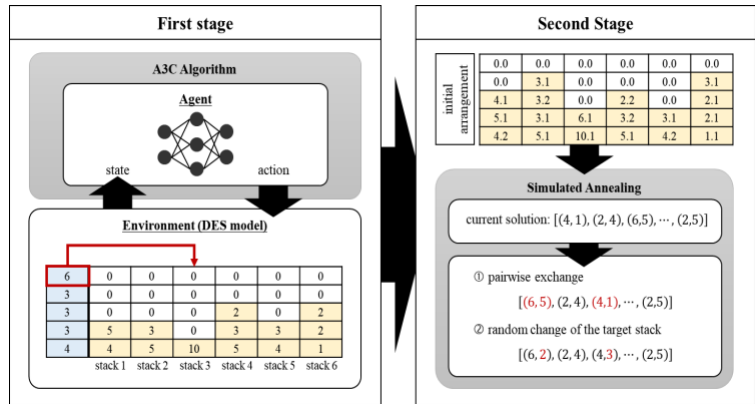 First stage
A3C Algorithm
Agent
state
action
Environment (DES model)
6 0 0 0 0 0 0
3 0 0 0 0 0 0
3 0 0 0 2 0 2
3 5 3 0 3 3 2
4 4 5 10 5 4 1
stack 1 stack 2 stack 3 stack 4 stack 5 stack 6
Second Stage
initial
arrangement
0.0 0.0 0.0 0.0 0.0 0.0
0.0 3.1 0.0 0.0 0.0 3.1
4.1 3.2 0.0 2.2 0.0 2.1
5.1 3.1 6.1 3.2 3.1 2.1
4.2 5.1 10.1 5.1 4.2 1.1
Simulated Annealing
current solution: [(4, 1), (2, 4), (6,5), ⋯, (2,5)]
① pairwise exchange
[(6, 5), (2, 4), (4,1), ⋯, (2,5)]
② random change of the target stack
[(6, 2), (2, 4), (4,3), ⋯, (2,5)]